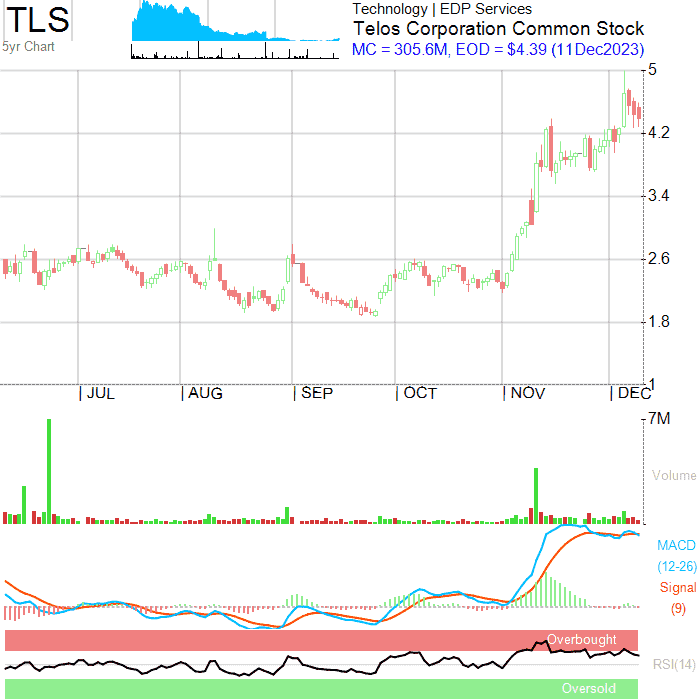 TLS
5yr Chart
Technology | EDP Services
Telos Corporation Common Stock
MC = 305.6M, EOD = $4.39 (11Dec2023)
5
4.2
3.4
2.6
1.8
1
JUL AUG SEP OCT NOV DEC
7M
Volume
MACD
(12-26)
Signal
(9)
Overbought
RSI(14)
Oversold